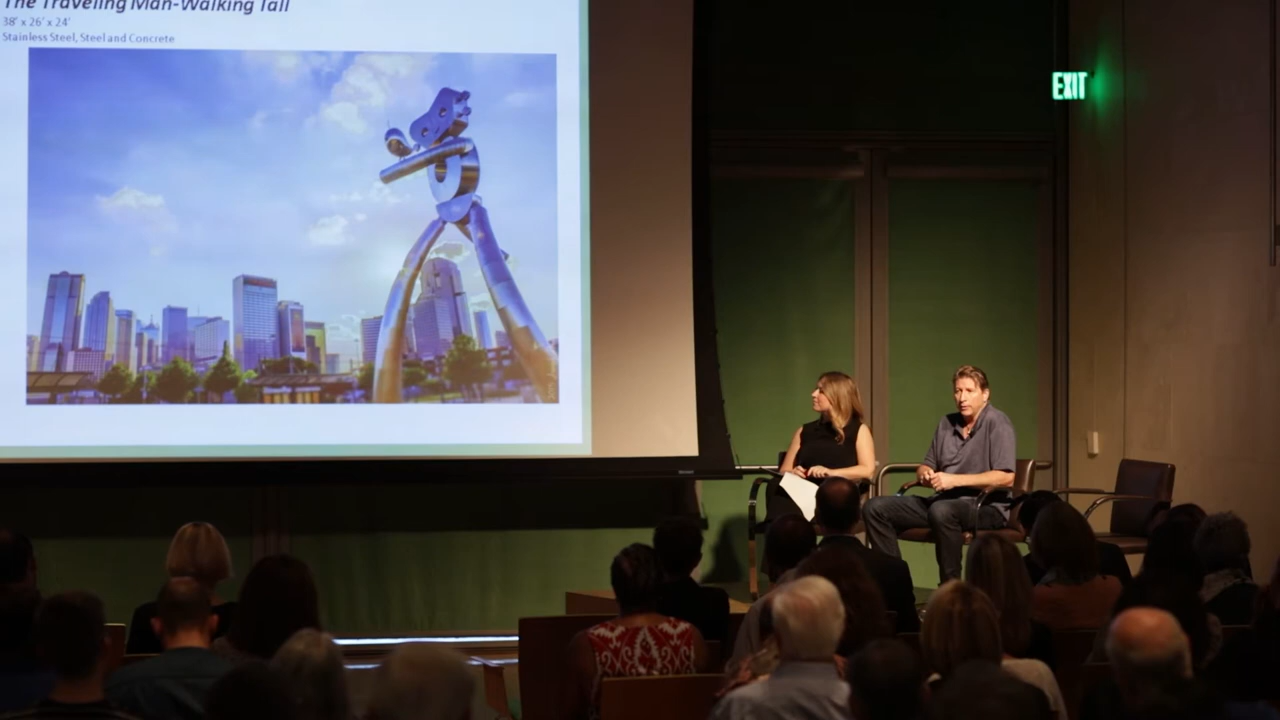 The Traveling Man-Walking Tall
38' x 26' x 24'
Stainless Steel, Steel and Concrete
EXIT